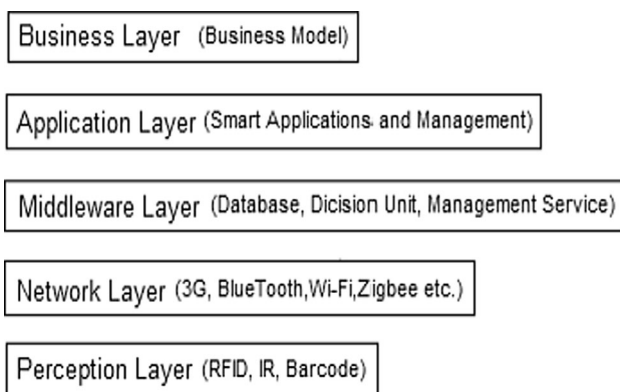 Business Layer (Business Model)
Application Layer (Smart Applications and Management)
Middleware Layer (Database, Dicision Unit, Management Service)
Network Layer (3G, BlueTooth,Wi-Fi,Zigbee etc.)
Perception Layer (RFID, IR, Barcode)